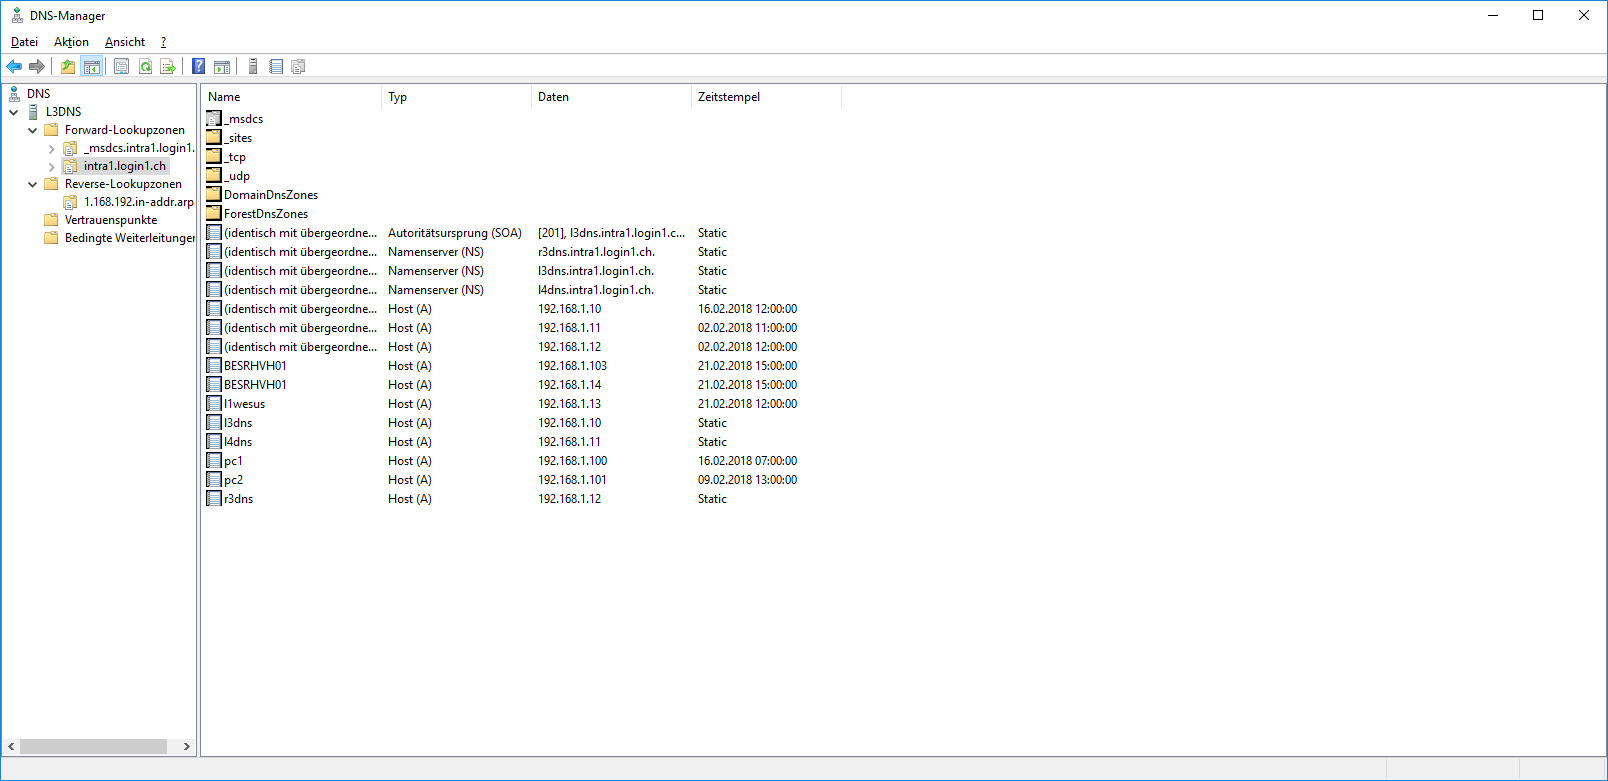 DNS-Manager
Datei Aktion Ansicht ?
DNS
L3DNS
Forward-Lookupzonen
_msdcs.intra1.login1.
intra1.login1.ch
Reverse-Lookupzonen
1.168.192.in-addr.arp
Vertrauenspunkte
Bedingte Weiterleitunger
Name Typ Daten Zeitstempel
_msdcs
_sites
_tcp
_udp
DomainDnsZones
ForestDnsZones
(identisch mit übergeordne... Autoritätsursprung (SOA) [201], l3dns.intra1.login1.c... Static
(identisch mit übergeordne... Namenserver (NS) r3dns.intra1.login1.ch. Static
(identisch mit übergeordne... Namenserver (NS) l3dns.intra1.login1.ch. Static
(identisch mit übergeordne... Namenserver (NS) l4dns.intra1.login1.ch. Static
(identisch mit übergeordne... Host (A) 192.168.1.10 16.02.2018 12:00:00
(identisch mit übergeordne... Host (A) 192.168.1.11 02.02.2018 11:00:00
(identisch mit übergeordne... Host (A) 192.168.1.12 02.02.2018 12:00:00
BESRHVH01 Host (A) 192.168.1.103 21.02.2018 15:00:00
BESRHVH01 Host (A) 192.168.1.14 21.02.2018 15:00:00
l1wesus Host (A) 192.168.1.13 21.02.2018 12:00:00
l3dns Host (A) 192.168.1.10 Static
l4dns Host (A) 192.168.1.11 Static
pc1 Host (A) 192.168.1.100 16.02.2018 07:00:00
pc2 Host (A) 192.168.1.101 09.02.2018 13:00:00
r3dns Host (A) 192.168.1.12 Static